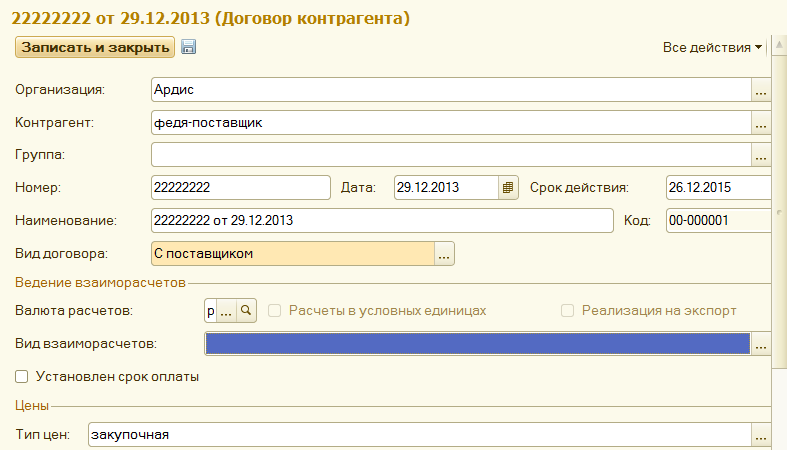 22222222 от 29.12.2013 (Договор контрагента)
Записать и закрыть Все действия
Организация: Ардис ...
Контрагент: федя-поставщик ...
Группа: ...
Номер: 22222222 Дата: 29.12.2013 Срок действия: 26.12.2015
Наименование: 22222222 от 29.12.2013 Код: 00-000001
Вид договора: С поставщиком ...
Ведение взаиморасчетов
Валюта расчетов: р ... Расчеты в условных единицах Реализация на экспорт
Вид взаиморасчетов: ...
Установлен срок оплаты
Цены
Тип цен: закупочная ...